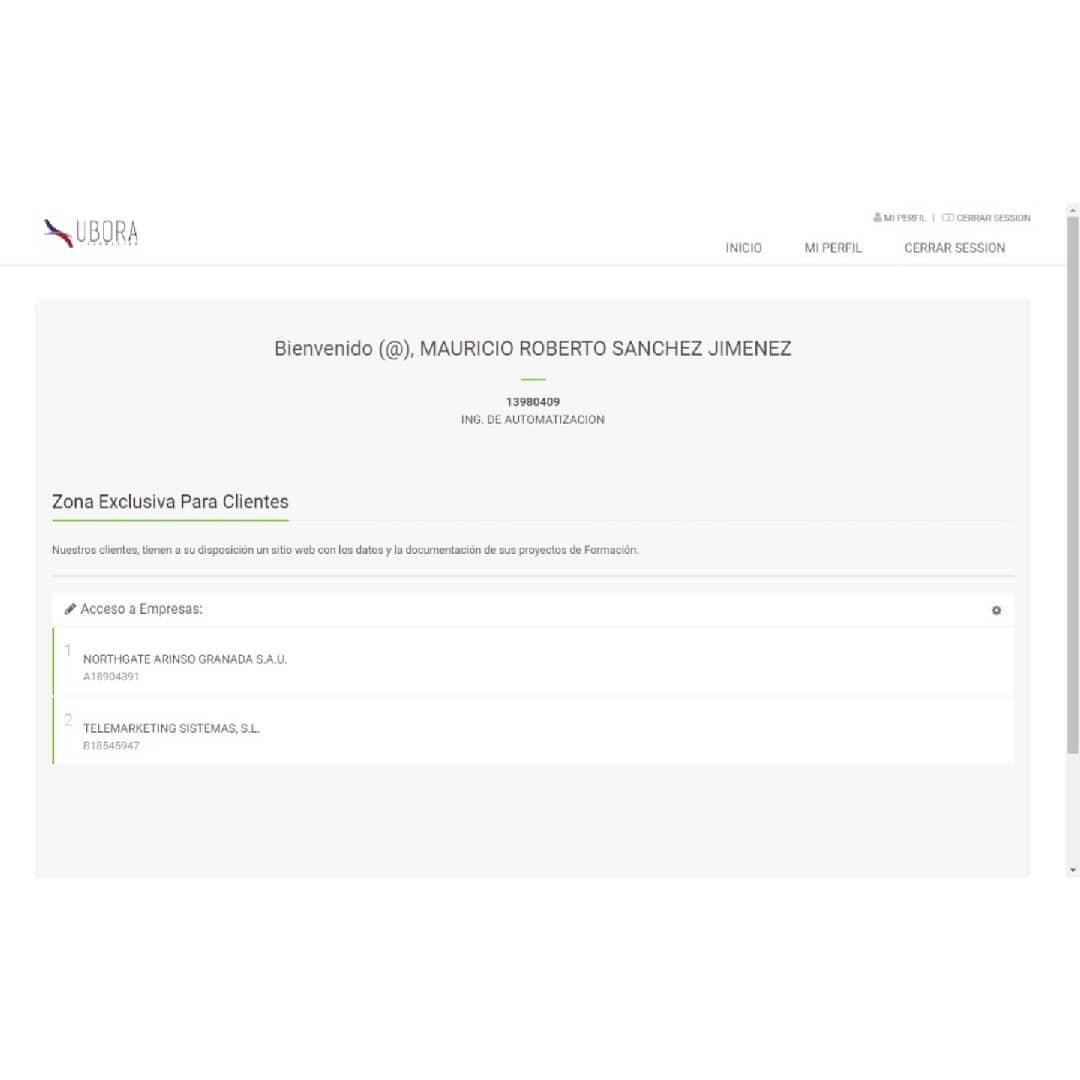 UBORA
MI PERFIL | CERRAR SESSION
INICIO MI PERFIL CERRAR SESSION
Bienvenido (@), MAURICIO ROBERTO SANCHEZ JIMENEZ
13980409
ING. DE AUTOMATIZACION
Zona Exclusiva Para Clientes
Nuestros clientes, tienen a su disposición un sitio web con los datos y la documentación de sus proyectos de Formación.
Acceso a Empresas:
1
NORTHGATE ARINSO GRANADA S.A.U.
A18904391
2
TELEMARKETING SISTEMAS, S.L.
B18545947